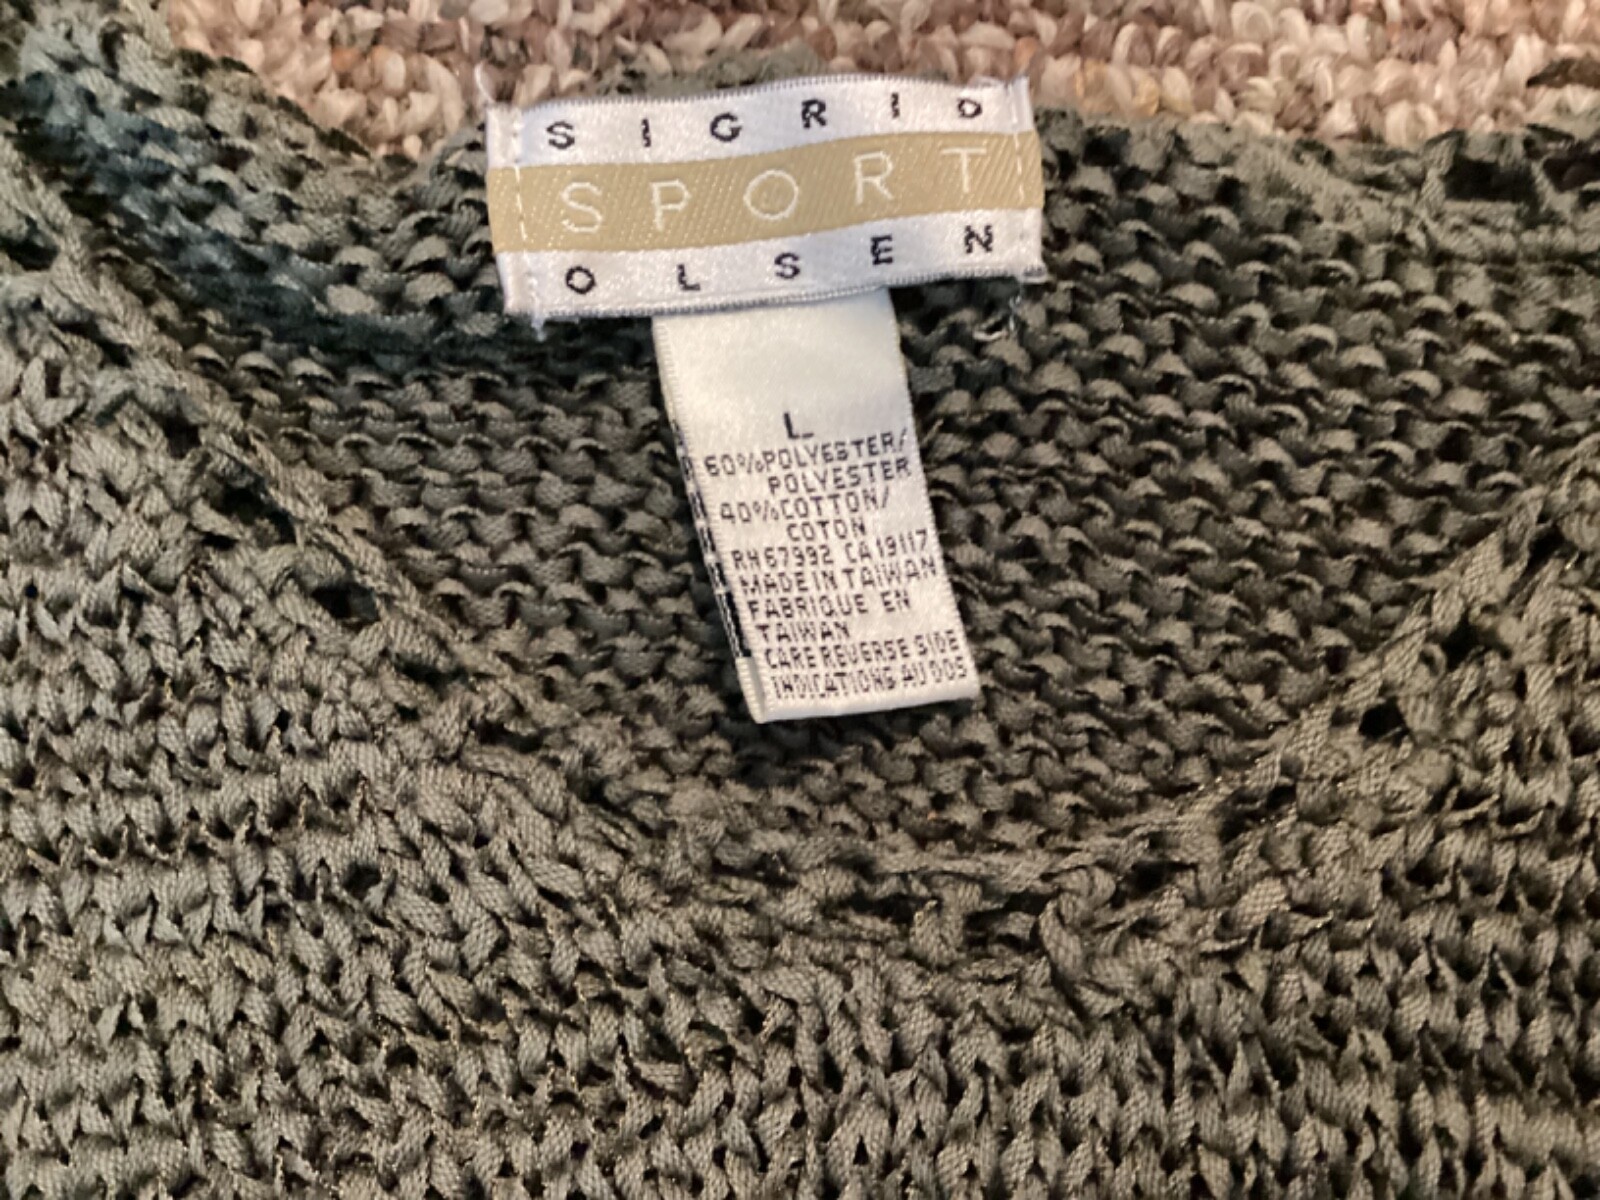 SIGRID
SPORT
OLSEN
L
60%POLYESTER/
POLYESTER
40%COTTON/
COTON
RN67992 CA19117
MADE IN TAIWAN
FABRIQUE EN
TAIWAN
CARE REVERSE SIDE
INDICATIONS AU DOS